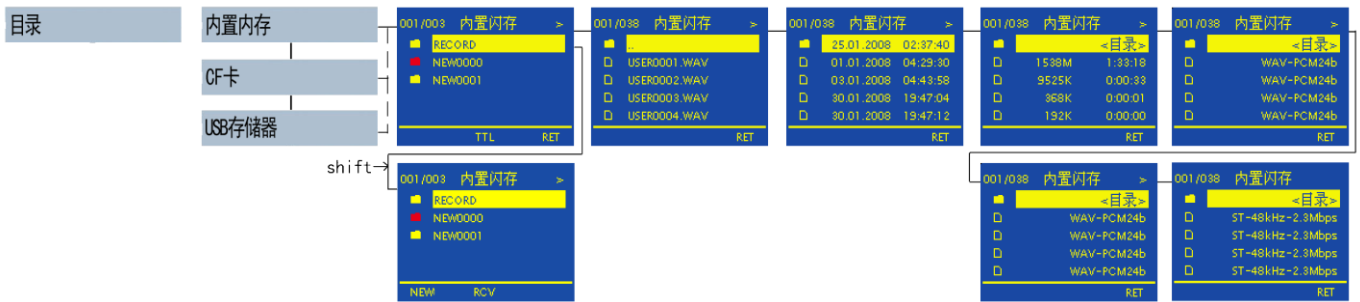 目录
内置内存
CF卡
USB存储器
001/003 内置闪存 >
RECORD
NEW0000
NEW0001
TTL RET
001/038 内置闪存 >
..
USER0001.WAV
USER0002.WAV
USER0003.WAV
USER0004.WAV
RET
001/038 内置闪存 >
25.01.2008 02:37:40
01.01.2008 04:29:30
03.01.2008 04:43:58
30.01.2008 19:47:04
30.01.2008 19:47:12
RET
001/038 内置闪存 >
<目录>
1538M 1:33:18
9525K 0:00:33
368K 0:00:01
192K 0:00:00
RET
001/038 内置闪存 >
<目录>
WAV-PCM24b
WAV-PCM24b
WAV-PCM24b
WAV-PCM24b
RET
shift→
001/003 内置闪存 >
RECORD
NEW0000
NEW0001
NEW RCV
001/038 内置闪存 >
<目录>
WAV-PCM24b
WAV-PCM24b
WAV-PCM24b
WAV-PCM24b
RET
001/038 内置闪存
<目录>
ST-48kHz-2.3Mbps
ST-48kHz-2.3Mbps
ST-48kHz-2.3Mbps
ST-48kHz-2.3Mbps
RET